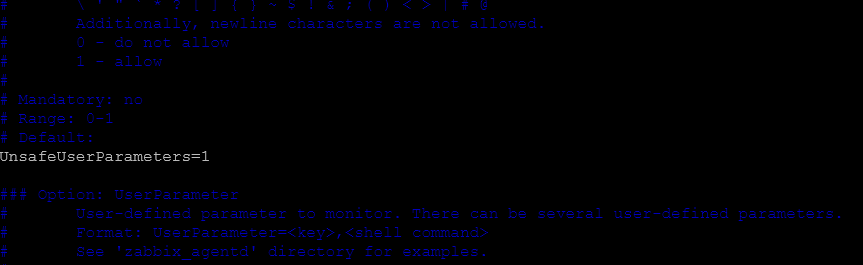 #       \ ' " ` * ? [ ] { } ~ $ ! & ; ( ) < > | # @
#       Additionally, newline characters are not allowed.
#       0 - do not allow
#       1 - allow
#
# Mandatory: no
# Range: 0-1
# Default:
UnsafeUserParameters=1
### Option: UserParameter
#       User-defined parameter to monitor. There can be several user-defined parameters.
#       Format: UserParameter=<key>,<shell command>
#       See 'zabbix_agentd' directory for examples.